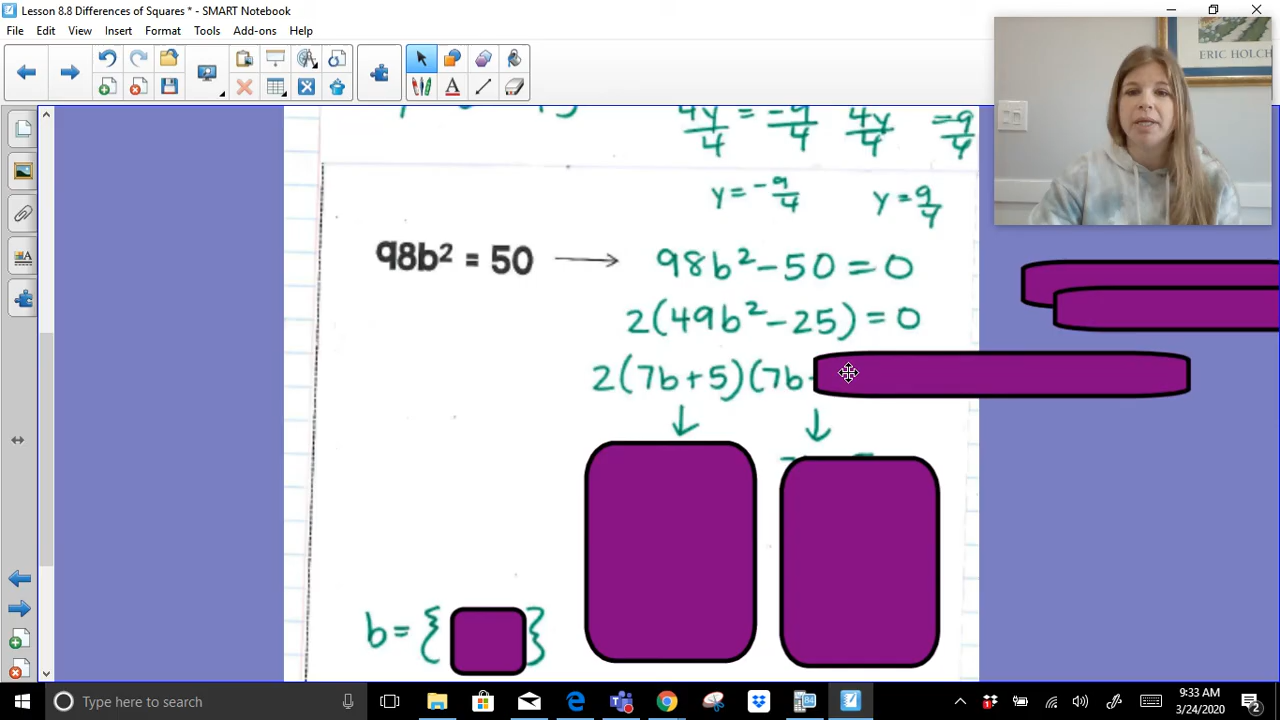 Lesson 8.8 Differences of Squares * - SMART Notebook
File Edit View Insert Format Tools Add-ons Help
ERIC HOLCH
4y/4 = -9/4 4y/4 = 9/4
y = -9/4 y = 9/4
98b² = 50 → 98b² - 50 = 0
2(49b² - 25) = 0
2(7b + 5)(7b
↓ ↓
b = { }
Type here to search
9:33 AM
3/24/2020
2